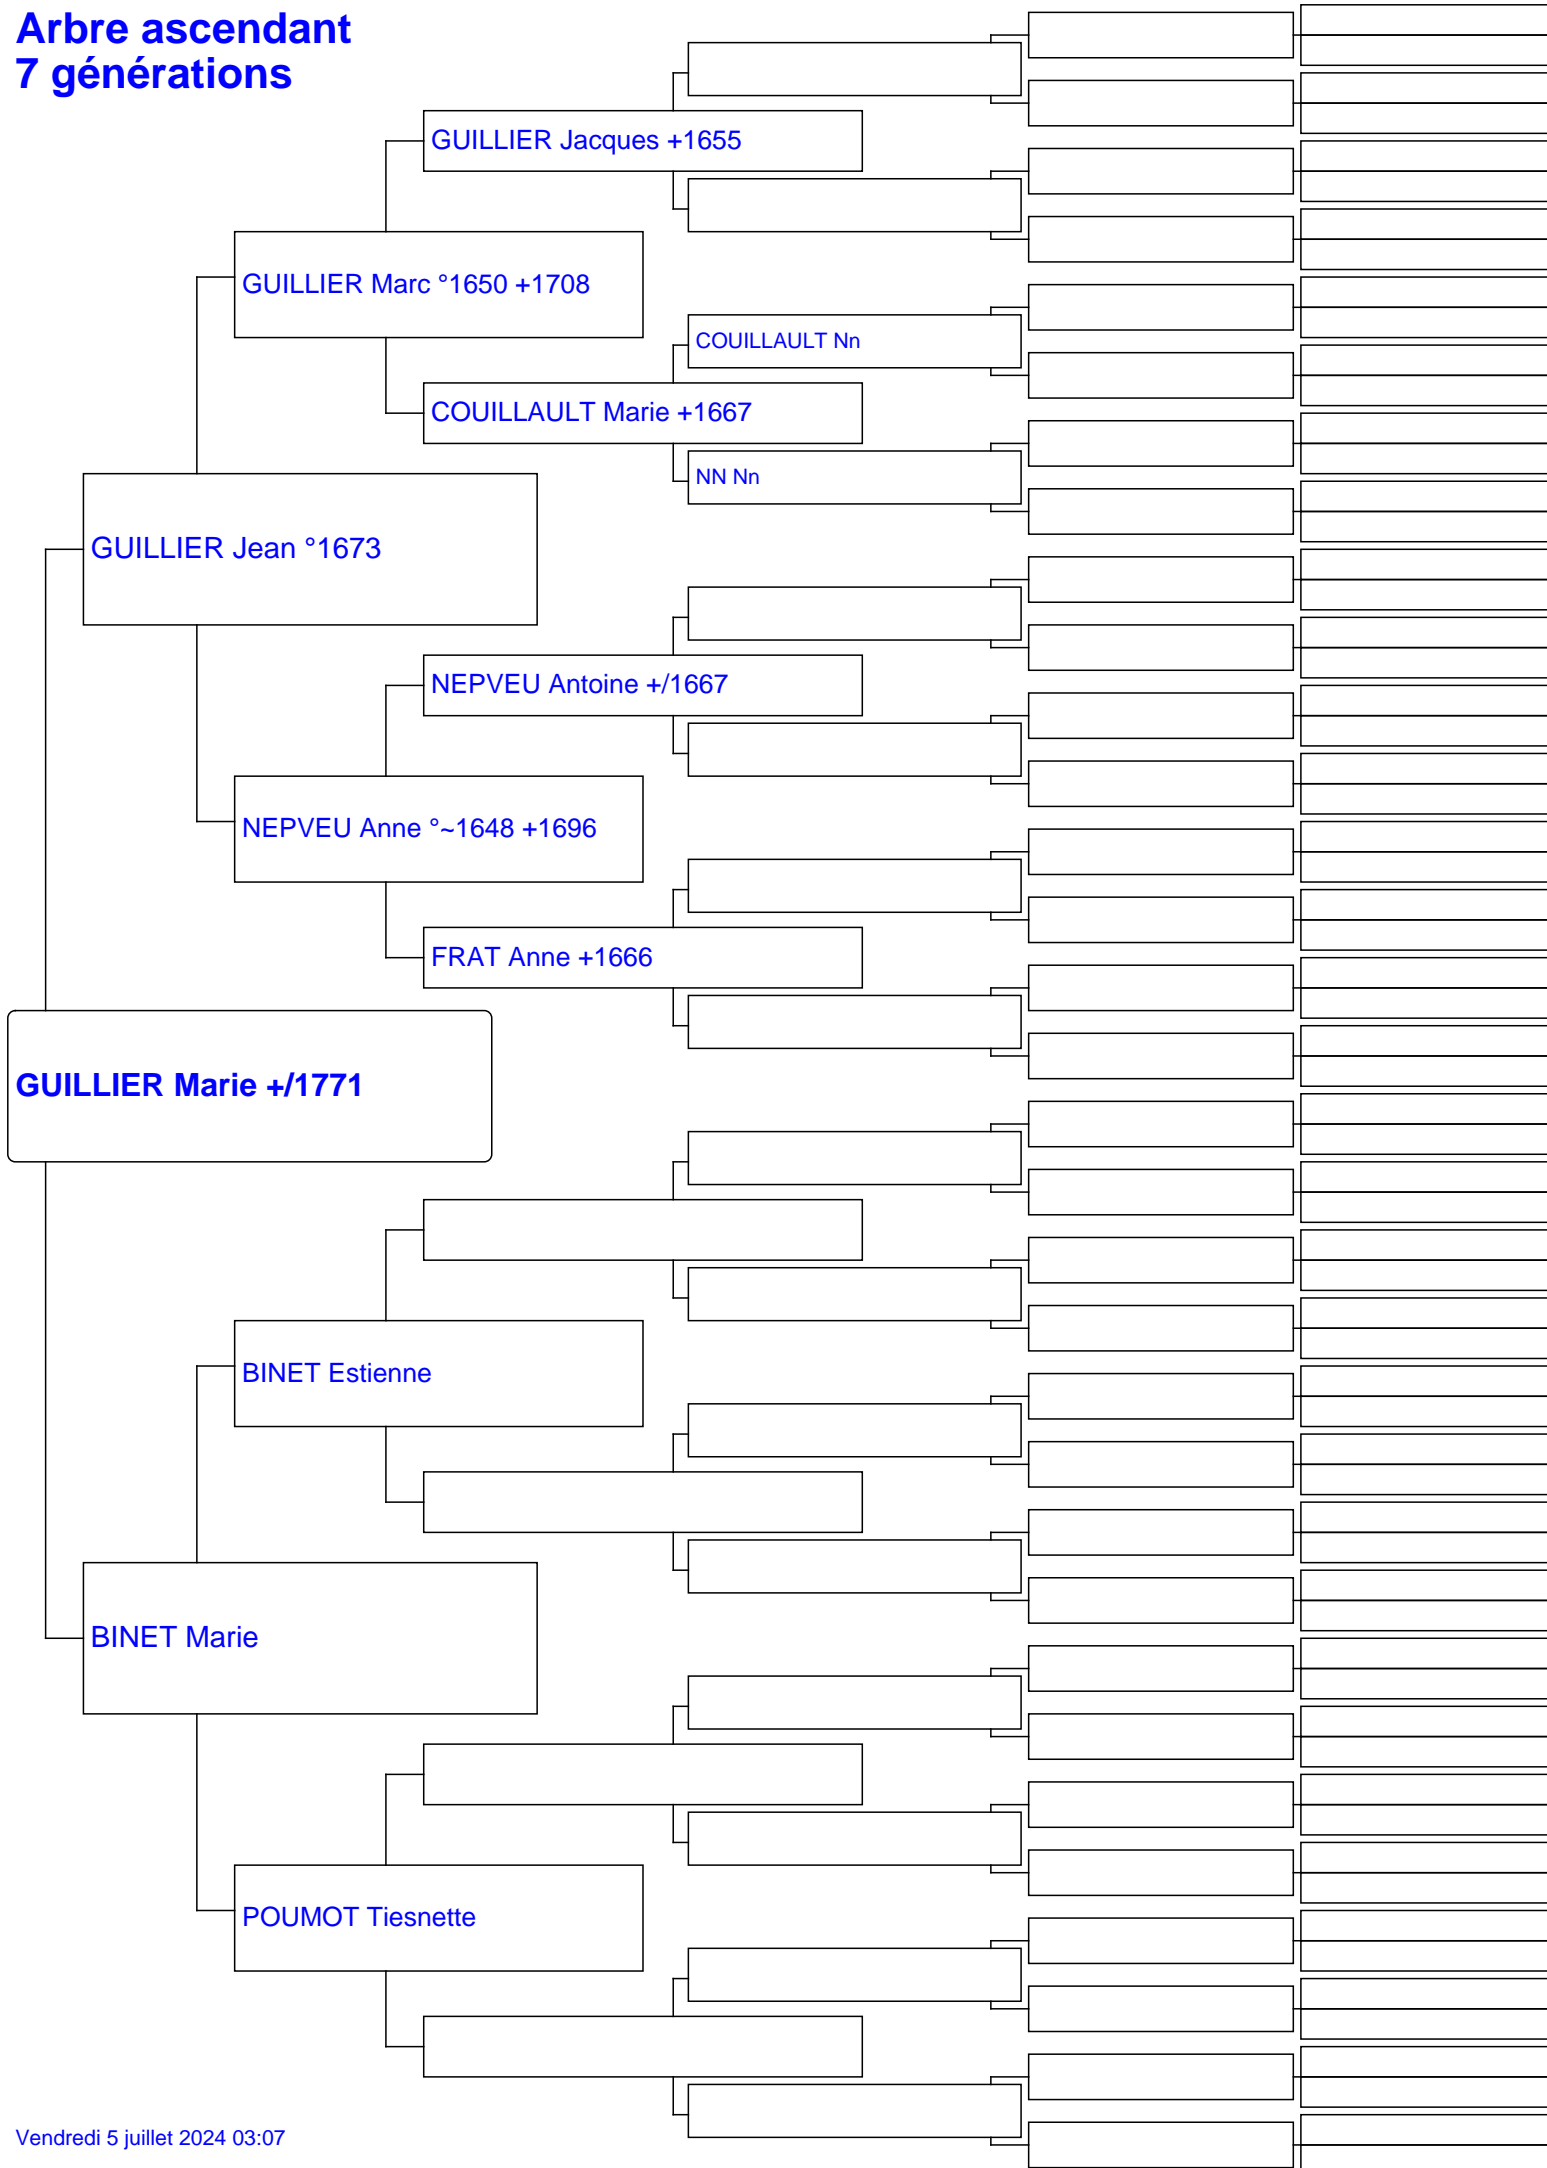 Arbre ascendant
7 générations
GUILLIER Jacques +1655
GUILLIER Marc °1650 +1708
COUILLAULT Nn
COUILLAULT Marie +1667
NN Nn
GUILLIER Jean °1673
NEPVEU Antoine +/1667
NEPVEU Anne °~1648 +1696
FRAT Anne +1666
GUILLIER Marie +/1771
BINET Estienne
BINET Marie
POUMOT Tiesnette
Vendredi 5 juillet 2024 03:07